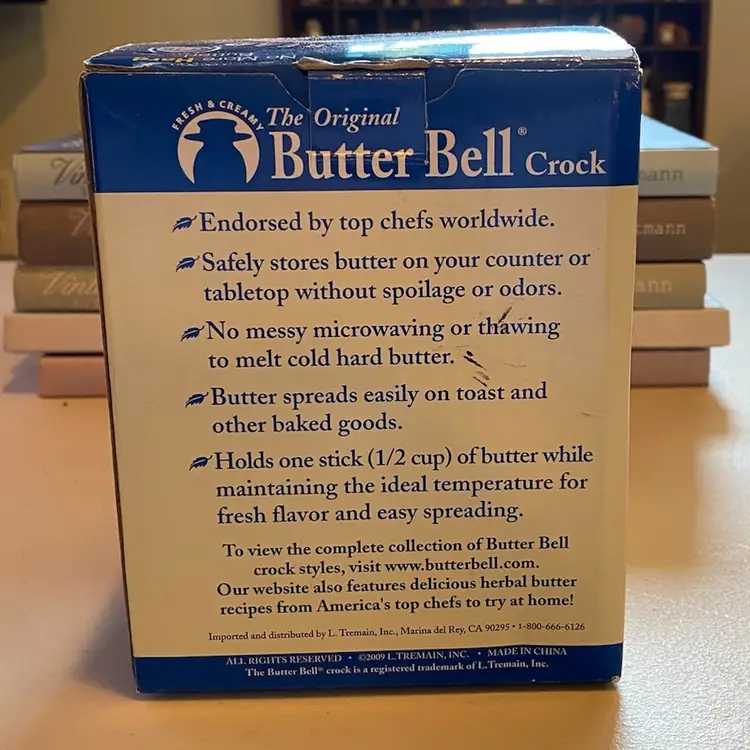 FRESH & CREAMY
The Original
Butter Bell® Crock
Endorsed by top chefs worldwide.
Safely stores butter on your counter or
tabletop without spoilage or odors.
No messy microwaving or thawing
to melt cold hard butter.
Butter spreads easily on toast and
other baked goods.
Holds one stick (1/2 cup) of butter while
maintaining the ideal temperature for
fresh flavor and easy spreading.
To view the complete collection of Butter Bell
crock styles, visit www.butterbell.com.
Our website also features delicious herbal butter
recipes from America's top chefs to try at home!
Imported and distributed by L. Tremain, Inc., Marina del Rey, CA 90295 • 1-800-666-6126
ALL RIGHTS RESERVED • ©2009 L.TREMAIN, INC. • MADE IN CHINA
The Butter Bell® crock is a registered trademark of L.Tremain, Inc.